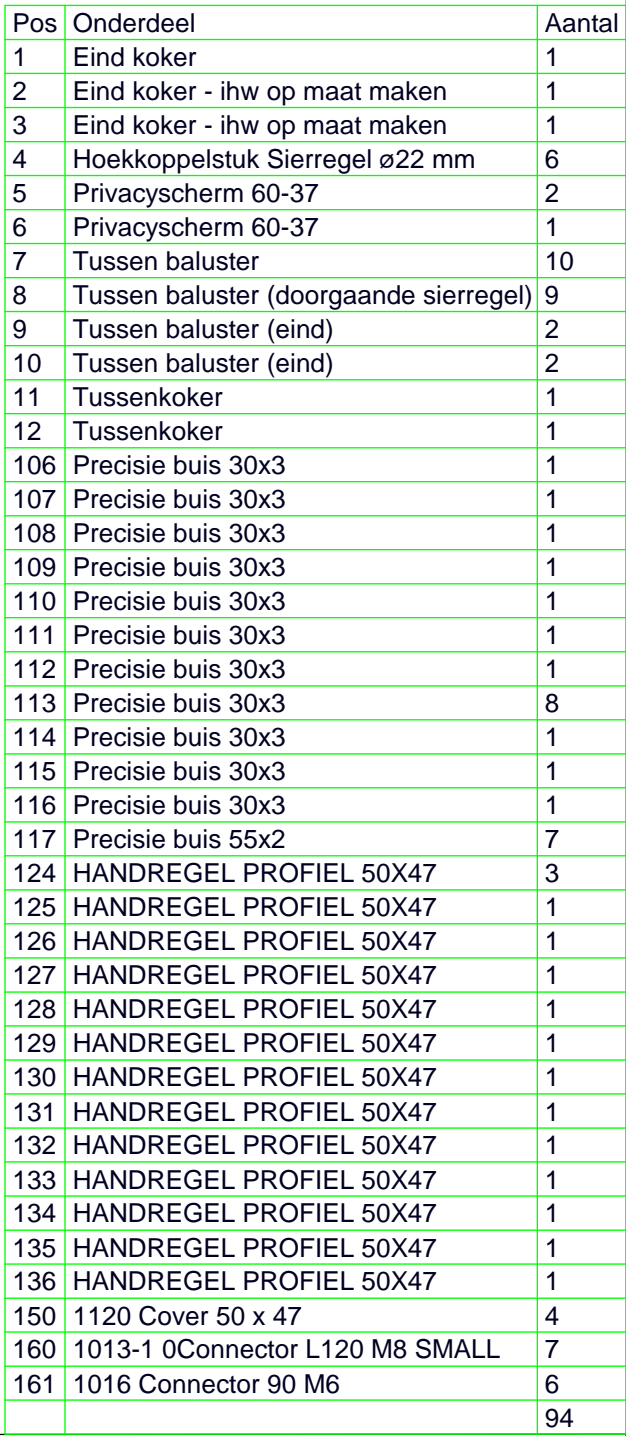 Pos Onderdeel Aantal
1 Eind koker 1
2 Eind koker - ihw op maat maken 1
3 Eind koker - ihw op maat maken 1
4 Hoekkoppelstuk Sierregel ø22 mm 6
5 Privacyscherm 60-37 2
6 Privacyscherm 60-37 1
7 Tussen baluster 10
8 Tussen baluster (doorgaande sierregel) 9
9 Tussen baluster (eind) 2
10 Tussen baluster (eind) 2
11 Tussenkoker 1
12 Tussenkoker 1
106 Precisie buis 30x3 1
107 Precisie buis 30x3 1
108 Precisie buis 30x3 1
109 Precisie buis 30x3 1
110 Precisie buis 30x3 1
111 Precisie buis 30x3 1
112 Precisie buis 30x3 1
113 Precisie buis 30x3 8
114 Precisie buis 30x3 1
115 Precisie buis 30x3 1
116 Precisie buis 30x3 1
117 Precisie buis 55x2 7
124 HANDREGEL PROFIEL 50X47 3
125 HANDREGEL PROFIEL 50X47 1
126 HANDREGEL PROFIEL 50X47 1
127 HANDREGEL PROFIEL 50X47 1
128 HANDREGEL PROFIEL 50X47 1
129 HANDREGEL PROFIEL 50X47 1
130 HANDREGEL PROFIEL 50X47 1
131 HANDREGEL PROFIEL 50X47 1
132 HANDREGEL PROFIEL 50X47 1
133 HANDREGEL PROFIEL 50X47 1
134 HANDREGEL PROFIEL 50X47 1
135 HANDREGEL PROFIEL 50X47 1
136 HANDREGEL PROFIEL 50X47 1
150 1120 Cover 50 x 47 4
160 1013-1 0Connector L120 M8 SMALL 7
161 1016 Connector 90 M6 6
94